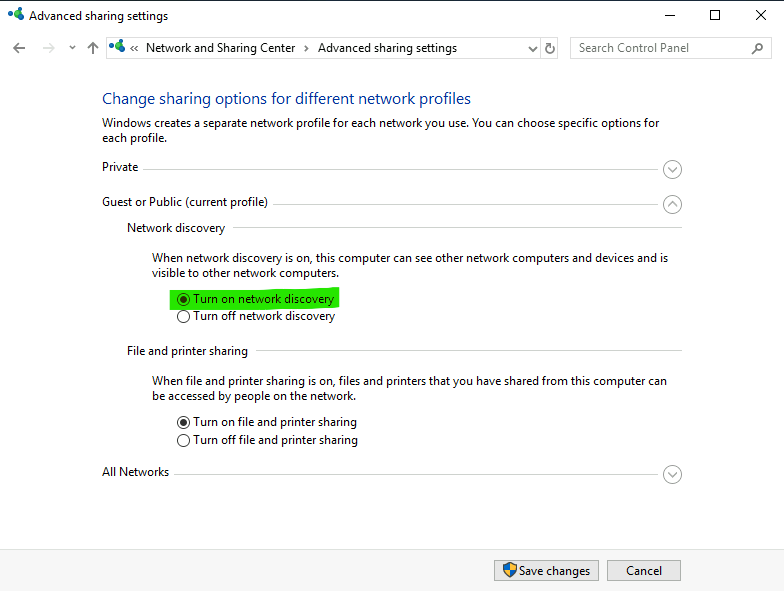 Advanced sharing settings
« Network and Sharing Center > Advanced sharing settings
Search Control Panel
Change sharing options for different network profiles
Windows creates a separate network profile for each network you use. You can choose specific options for
each profile.
Private
Guest or Public (current profile)
Network discovery
When network discovery is on, this computer can see other network computers and devices and is
visible to other network computers.
Turn on network discovery
Turn off network discovery
File and printer sharing
When file and printer sharing is on, files and printers that you have shared from this computer can
be accessed by people on the network.
Turn on file and printer sharing
Turn off file and printer sharing
All Networks
Save changes
Cancel